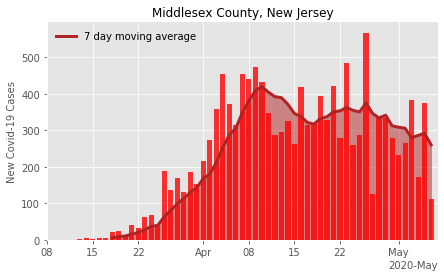 Middlesex County, New Jersey
7 day moving average
New Covid-19 Cases
500
400
300
200
100
0
08 15 22 Apr 08 15 22 May
2020-May